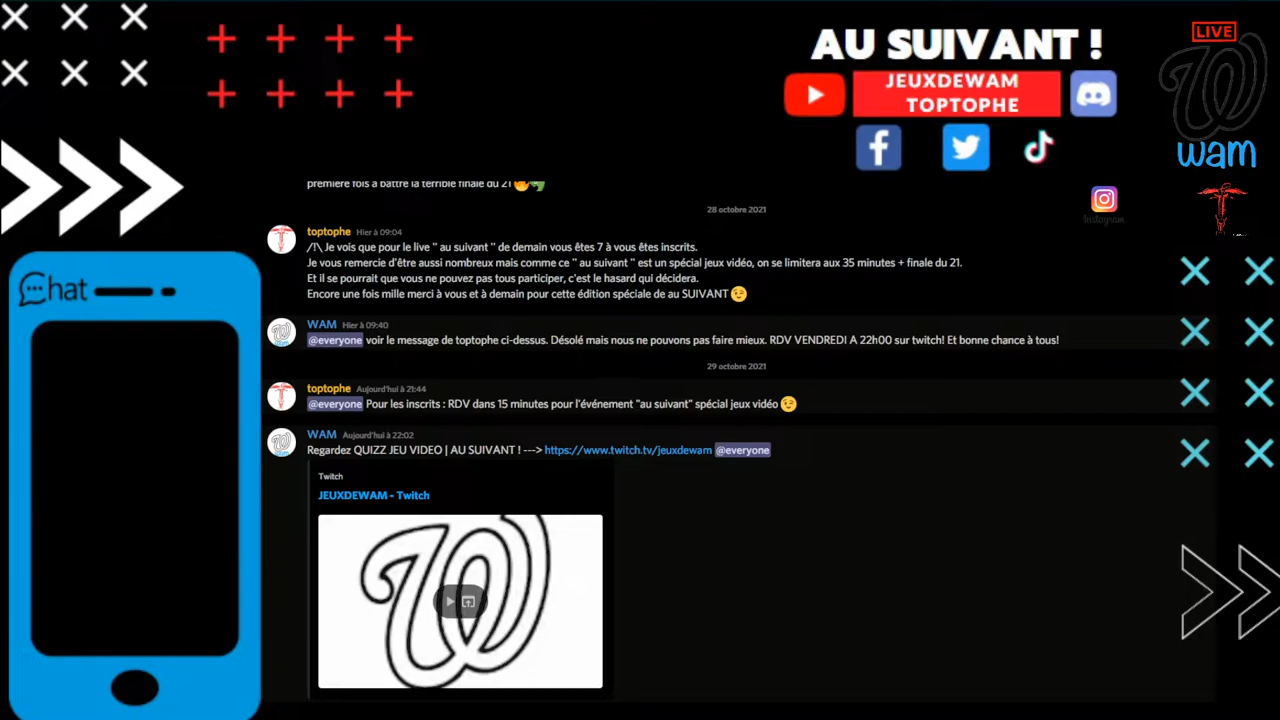 AU SUIVANT !
LIVE
JEUXDEWAM
TOPTOPHE
wam
première fois à battre la terrible finale du 21
Instagram
28 octobre 2021
toptophe Hier à 09:04
/!\ Je vois que pour le live " au suivant " de demain vous êtes 7 à vous êtes inscrits.
Je vous remercie d'être aussi nombreux mais comme ce " au suivant " est un spécial jeux vidéo, on se limitera aux 35 minutes + finale du 21.
Et il se pourrait que vous ne pouvez pas tous participer, c'est le hasard qui décidera.
Encore une fois mille merci à vous et à demain pour cette édition spéciale de au SUIVANT 😉
Chat
WAM Hier à 09:40
@everyone voir le message de toptophe ci-dessus. Désolé mais nous ne pouvons pas faire mieux. RDV VENDREDI A 22h00 sur twitch! Et bonne chance à tous!
29 octobre 2021
toptophe Aujourd'hui à 21:44
@everyone Pour les inscrits : RDV dans 15 minutes pour l'événement "au suivant" spécial jeux vidéo 😉
WAM Aujourd'hui à 22:02
Regardez QUIZZ JEU VIDEO | AU SUIVANT ! ---> https://www.twitch.tv/jeuxdewam @everyone
Twitch
JEUXDEWAM - Twitch